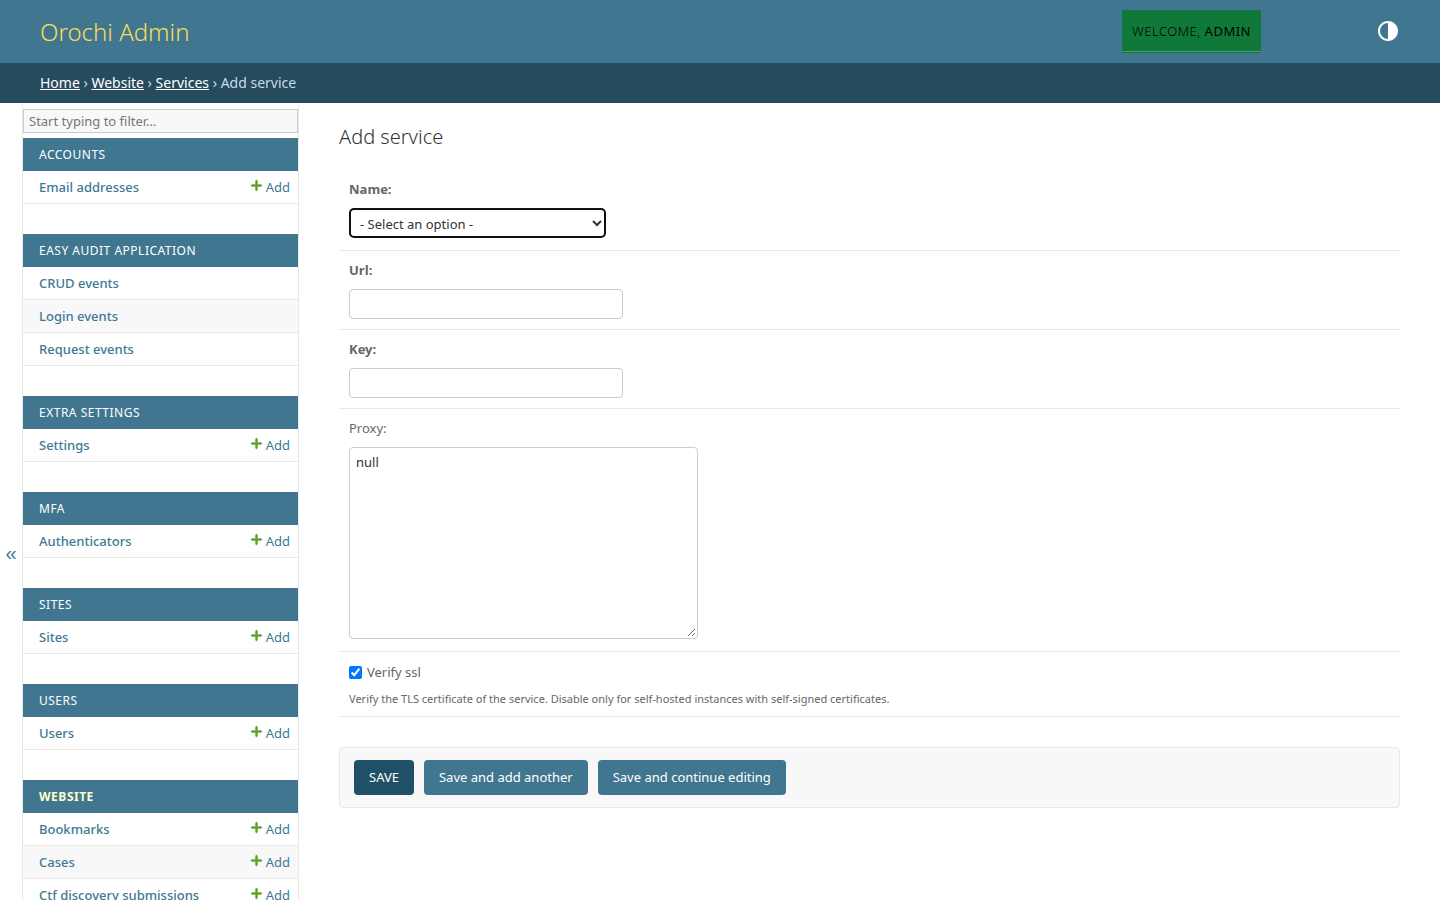 Orochi Admin
WELCOME, ADMIN
Home › Website › Services › Add service
Start typing to filter...
ACCOUNTS
Email addresses
Add
EASY AUDIT APPLICATION
CRUD events
Login events
Request events
EXTRA SETTINGS
Settings
Add
MFA
Authenticators
Add
«
SITES
Sites
Add
USERS
Users
Add
WEBSITE
Bookmarks
Add
Cases
Add
Ctf discovery submissions
Add
Add service
Name:
- Select an option -
Url:
Key:
Proxy:
null
Verify ssl
Verify the TLS certificate of the service. Disable only for self-hosted instances with self-signed certificates.
SAVE
Save and add another
Save and continue editing